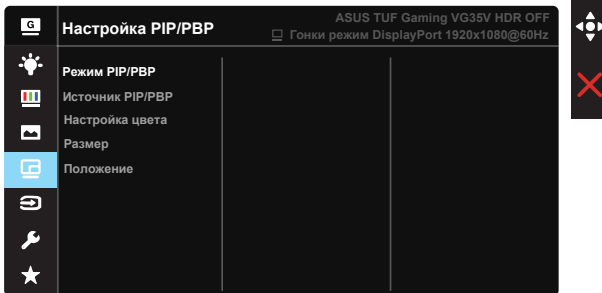 G
Настройка PIP/PBP
ASUS TUF Gaming VG35V HDR OFF
Гонки режим DisplayPort 1920x1080@60Hz
Режим PIP/PBP
Источник PIP/PBP
Настройка цвета
Размер
Положение